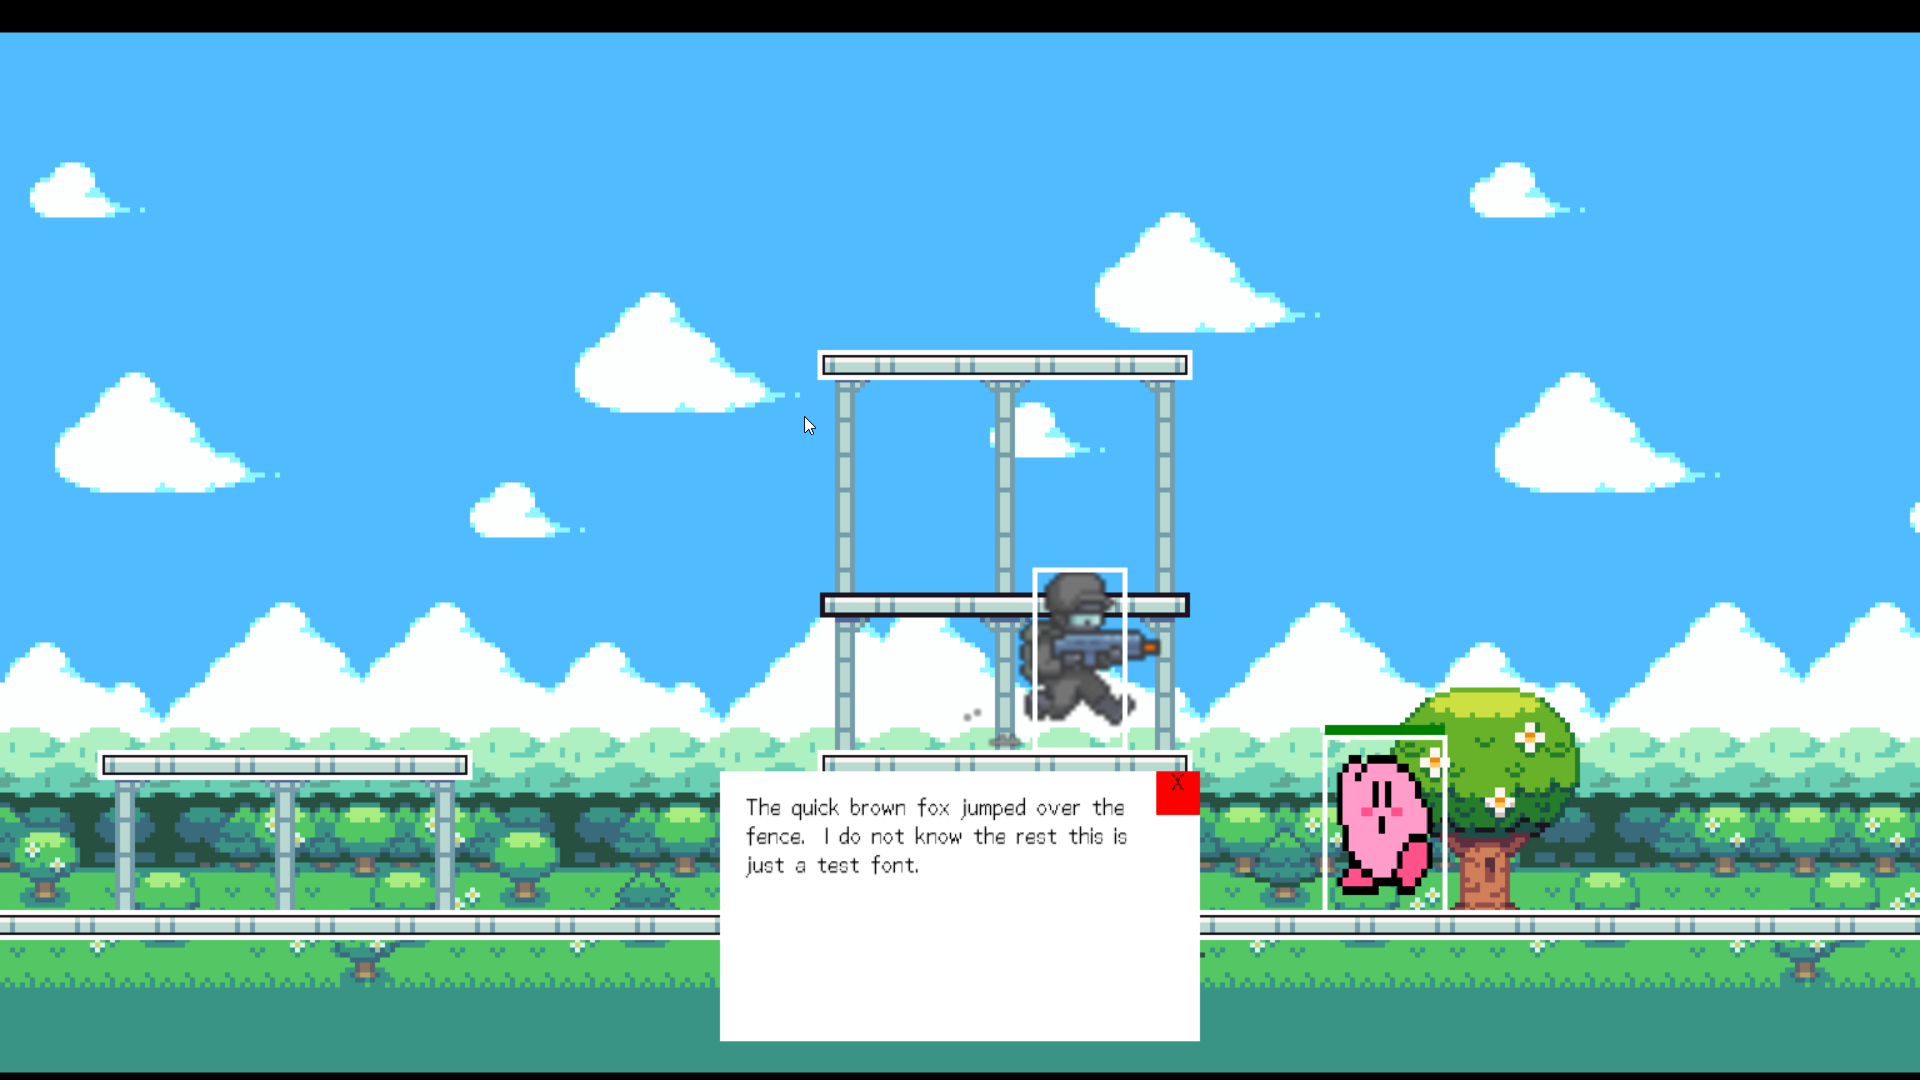 X
The quick brown fox jumped over the
fence.  I do not know the rest this is
just a test font.